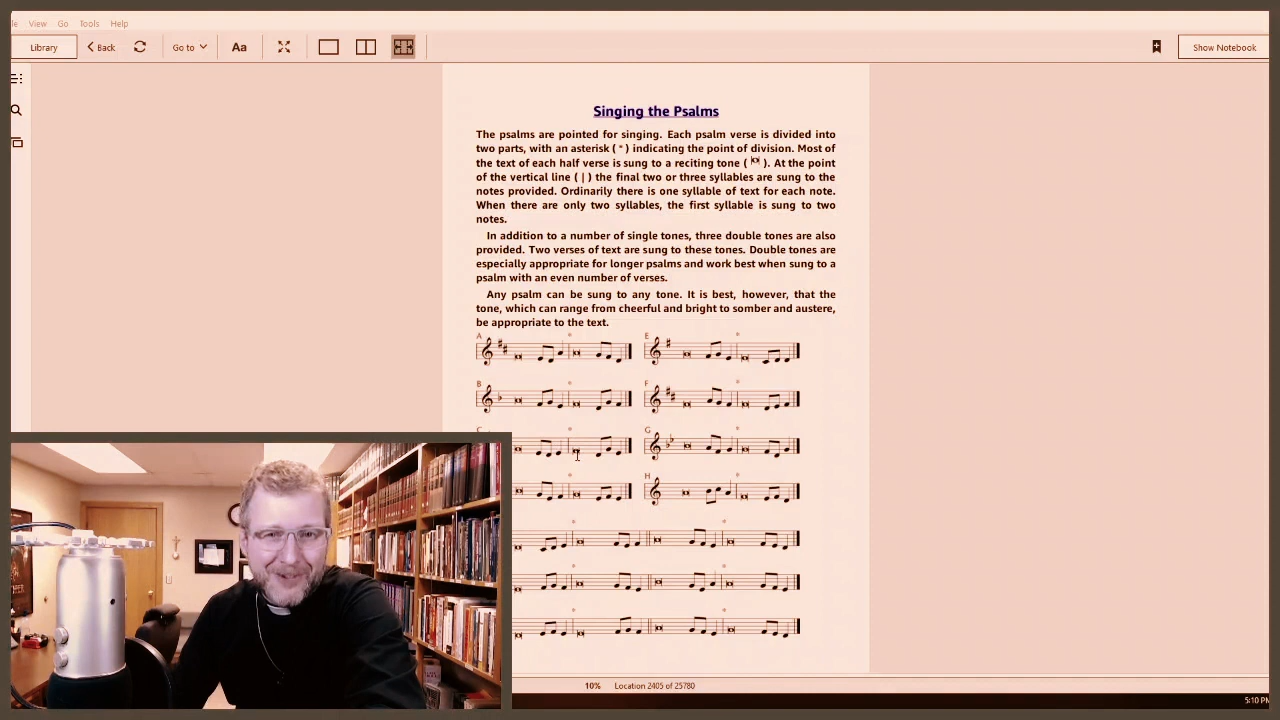 View Go Tools Help
Library Back Go to Aa Show Notebook
Singing the Psalms
The psalms are pointed for singing. Each psalm verse is divided into
two parts, with an asterisk ( * ) indicating the point of division. Most of
the text of each half verse is sung to a reciting tone ( ). At the point
of the vertical line ( | ) the final two or three syllables are sung to the
notes provided. Ordinarily there is one syllable of text for each note.
When there are only two syllables, the first syllable is sung to two
notes.
In addition to a number of single tones, three double tones are also
provided. Two verses of text are sung to these tones. Double tones are
especially appropriate for longer psalms and work best when sung to a
psalm with an even number of verses.
Any psalm can be sung to any tone. It is best, however, that the
tone, which can range from cheerful and bright to somber and austere,
be appropriate to the text.
A * E *
B * F *
C * G *
* H *
* *
* *
* *
10% Location 2405 of 25780
5:10 PM